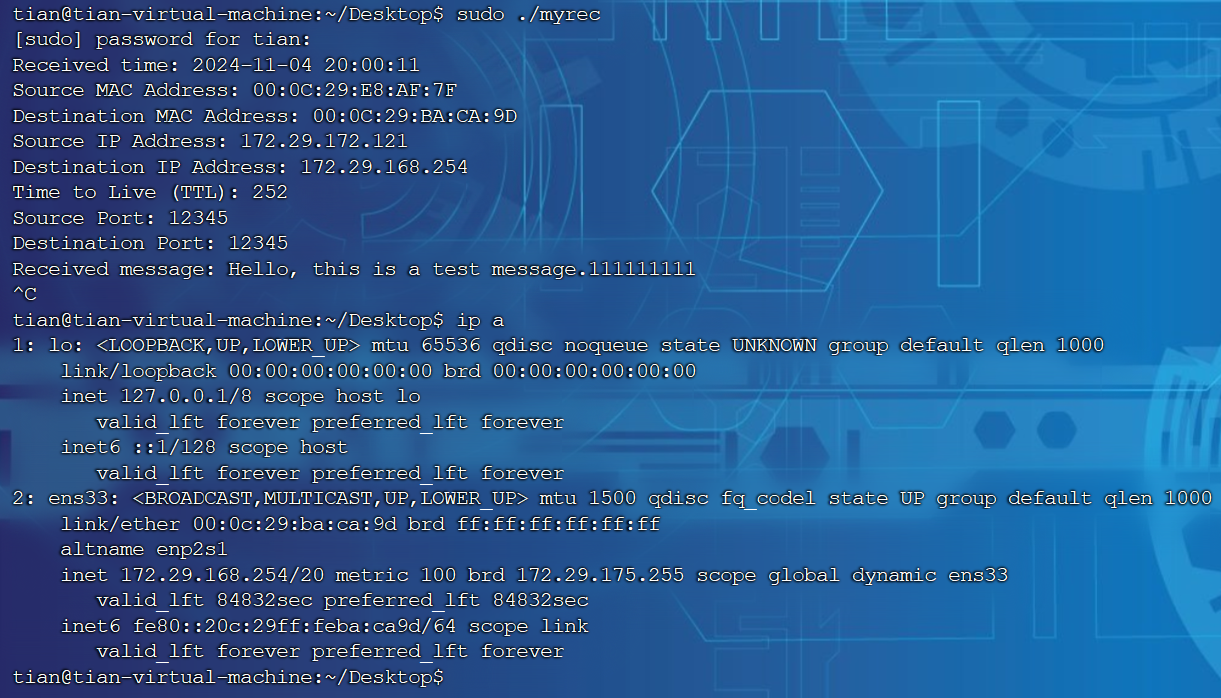 tian@tian-virtual-machine:~/Desktop$ sudo ./myrec
[sudo] password for tian:
Received time: 2024-11-04 20:00:11
Source MAC Address: 00:0C:29:E8:AF:7F
Destination MAC Address: 00:0C:29:BA:CA:9D
Source IP Address: 172.29.172.121
Destination IP Address: 172.29.168.254
Time to Live (TTL): 252
Source Port: 12345
Destination Port: 12345
Received message: Hello, this is a test message.111111111
^C
tian@tian-virtual-machine:~/Desktop$ ip a
1: lo: <LOOPBACK,UP,LOWER_UP> mtu 65536 qdisc noqueue state UNKNOWN group default qlen 1000
    link/loopback 00:00:00:00:00:00 brd 00:00:00:00:00:00
    inet 127.0.0.1/8 scope host lo
       valid_lft forever preferred_lft forever
    inet6 ::1/128 scope host
       valid_lft forever preferred_lft forever
2: ens33: <BROADCAST,MULTICAST,UP,LOWER_UP> mtu 1500 qdisc fq_codel state UP group default qlen 1000
    link/ether 00:0c:29:ba:ca:9d brd ff:ff:ff:ff:ff:ff
    altname enp2s1
    inet 172.29.168.254/20 metric 100 brd 172.29.175.255 scope global dynamic ens33
       valid_lft 84832sec preferred_lft 84832sec
    inet6 fe80::20c:29ff:feba:ca9d/64 scope link
       valid_lft forever preferred_lft forever
tian@tian-virtual-machine:~/Desktop$